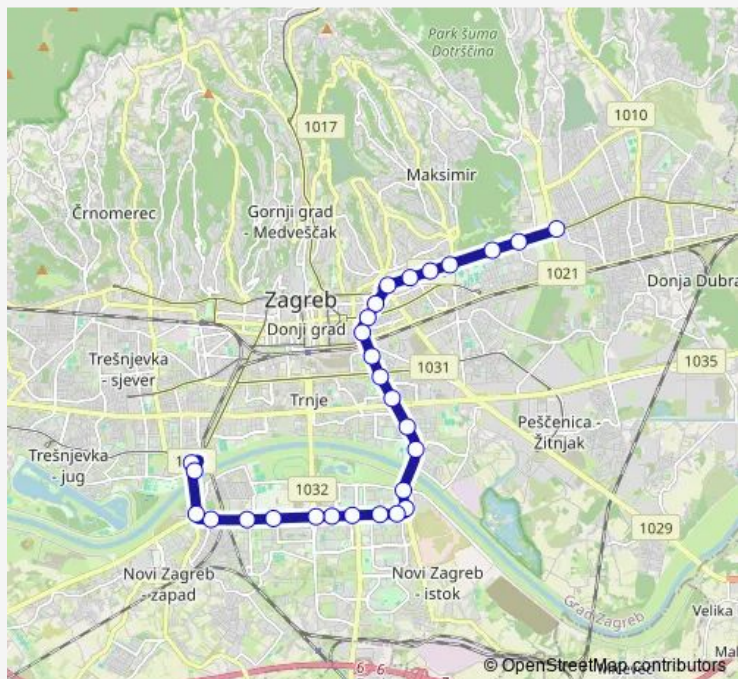 Park šuma
Dotrščina
1010
1017
Maksimir
Črnomerec
Gornji grad
- Medveščak
1021
Donja Dubra
Zagreb
Donji grad
Trešnjevka
- sjever
1031
1035
Trnje
Peščenica -
Žitnjak
Trešnjevka
- jug
1032
1029
Novi Zagreb
- zapad
Novi Zagreb
- istok
Grad Zagreb
Velika
© OpenStreetMap contributors